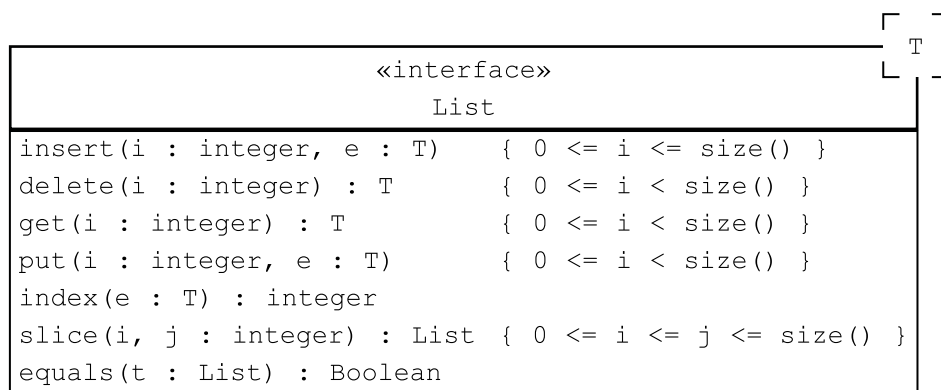 T
«interface»
List
insert(i : integer, e : T) { 0 <= i <= size() }
delete(i : integer) : T { 0 <= i < size() }
get(i : integer) : T { 0 <= i < size() }
put(i : integer, e : T) { 0 <= i < size() }
index(e : T) : integer
slice(i, j : integer) : List { 0 <= i <= j <= size() }
equals(t : List) : Boolean